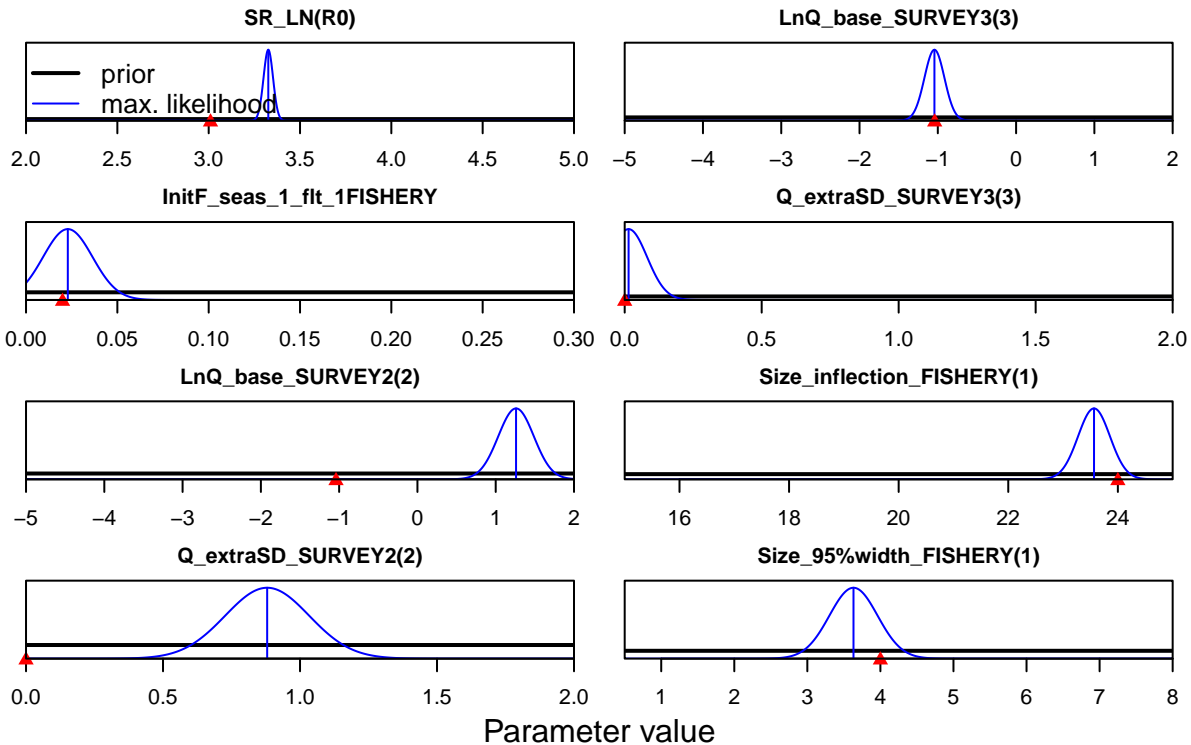 SR_LN(R0)
prior
max. likelihood
2.0 2.5 3.0 3.5 4.0 4.5 5.0
LnQ_base_SURVEY3(3)
−5 −4 −3 −2 −1 0 1 2
InitF_seas_1_flt_1FISHERY
0.00 0.05 0.10 0.15 0.20 0.25 0.30
Q_extraSD_SURVEY3(3)
0.0 0.5 1.0 1.5 2.0
LnQ_base_SURVEY2(2)
−5 −4 −3 −2 −1 0 1 2
Size_inflection_FISHERY(1)
16 18 20 22 24
Q_extraSD_SURVEY2(2)
0.0 0.5 1.0 1.5 2.0
Size_95%width_FISHERY(1)
1 2 3 4 5 6 7 8
Parameter value